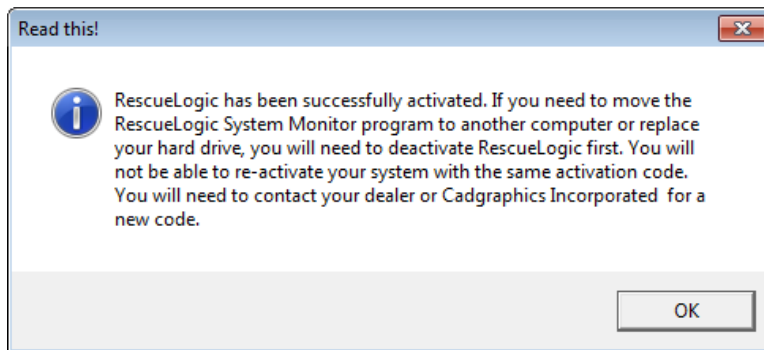 Read this!
RescueLogic has been successfully activated. If you need to move the
RescueLogic System Monitor program to another computer or replace
your hard drive, you will need to deactivate RescueLogic first. You will
not be able to re-activate your system with the same activation code.
You will need to contact your dealer or Cadgraphics Incorporated  for a
new code.
OK